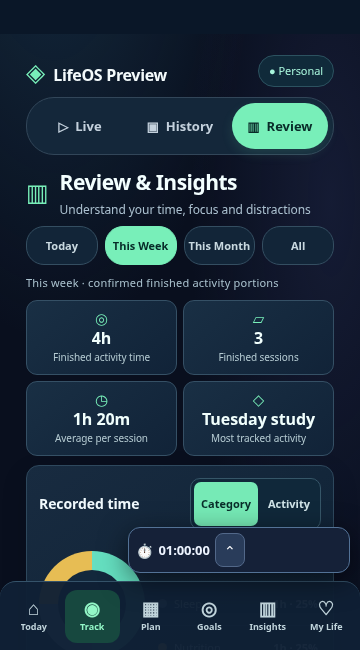 LifeOS Preview
Personal
Live
History
Review
Review & Insights
Understand your time, focus and distractions
Today
This Week
This Month
All
This week · confirmed finished activity portions
4h
Finished activity time
3
Finished sessions
1h 20m
Average per session
Tuesday study
Most tracked activity
Recorded time
Category
Activity
01:00:00
Today
Track
Plan
Goals
Insights
My Life